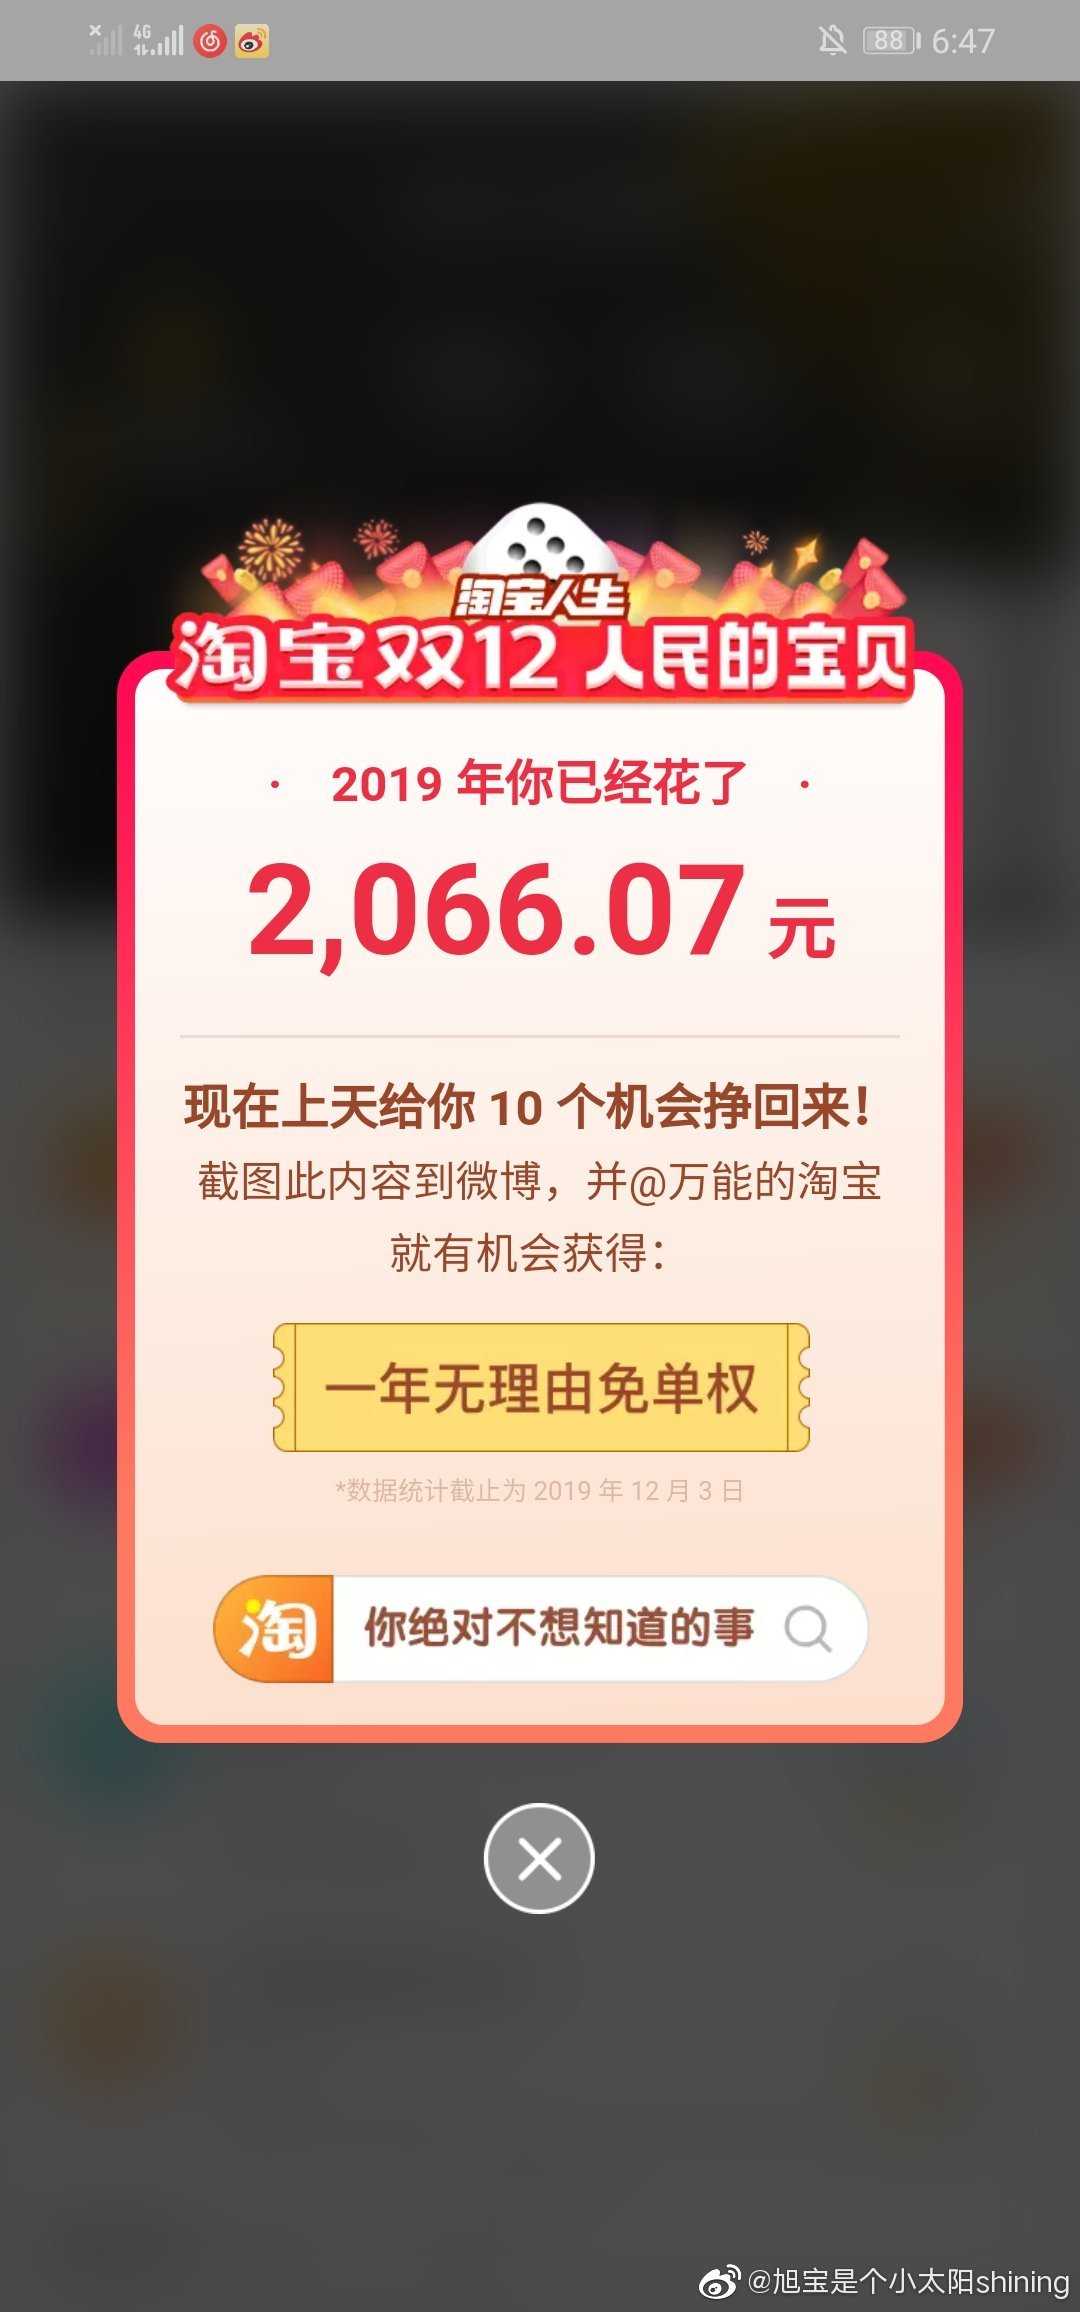 4G
88
6:47
淘宝人生
淘宝双12 人民的宝贝
· 2019 年你已经花了 ·
2,066.07 元
现在上天给你 10 个机会挣回来！
截图此内容到微博，并@万能的淘宝
就有机会获得：
一年无理由免单权
*数据统计截止为 2019 年 12 月 3 日
淘 你绝对不想知道的事
@旭宝是个小太阳shining